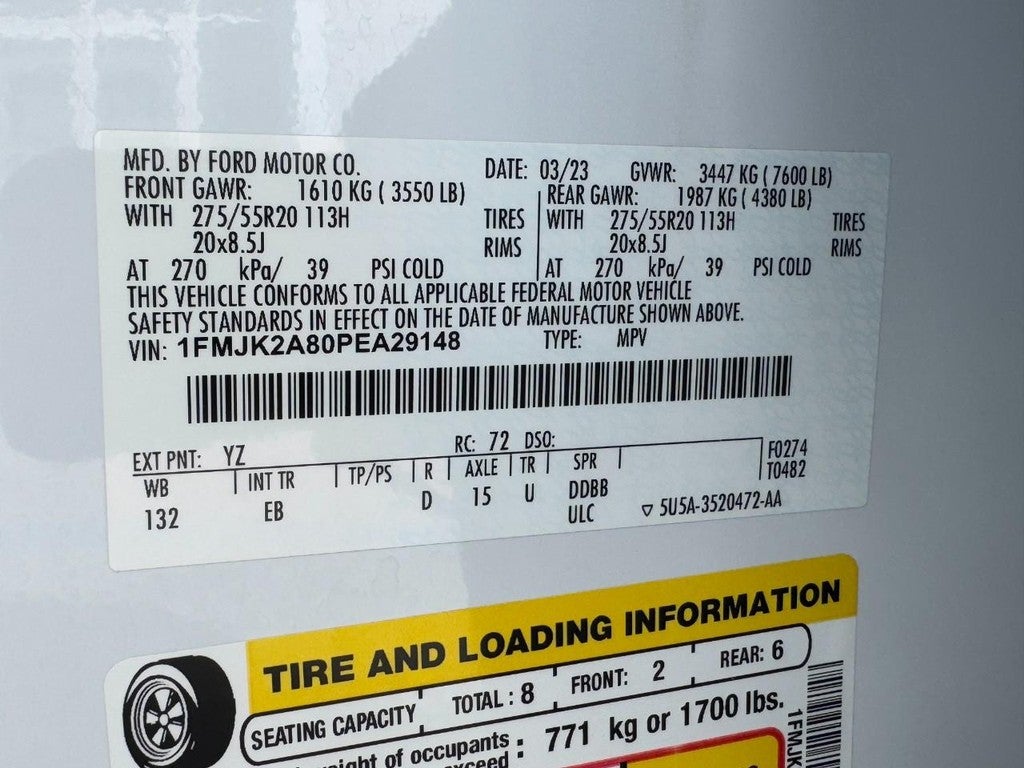 MFD. BY FORD MOTOR CO. DATE: 03/23 GVWR: 3447 KG ( 7600 LB)
FRONT GAWR: 1610 KG ( 3550 LB) REAR GAWR: 1987 KG ( 4380 LB)
WITH 275/55R20 113H TIRES WITH 275/55R20 113H TIRES
20x8.5J RIMS 20x8.5J RIMS
AT 270 kPa/ 39 PSI COLD AT 270 kPa/ 39 PSI COLD
THIS VEHICLE CONFORMS TO ALL APPLICABLE FEDERAL MOTOR VEHICLE
SAFETY STANDARDS IN EFFECT ON THE DATE OF MANUFACTURE SHOWN ABOVE.
VIN: 1FMJK2A80PEA29148 TYPE: MPV
EXT PNT: YZ RC: 72 DSO: F0274
WB INT TR TP/PS R AXLE TR SPR T0482
132 EB D 15 U DDBB
ULC ▽ 5U5A-3520472-AA
TIRE AND LOADING INFORMATION
SEATING CAPACITY TOTAL : 8 FRONT: 2 REAR: 6
of occupants : 771 kg or 1700 lbs.
1FMJK